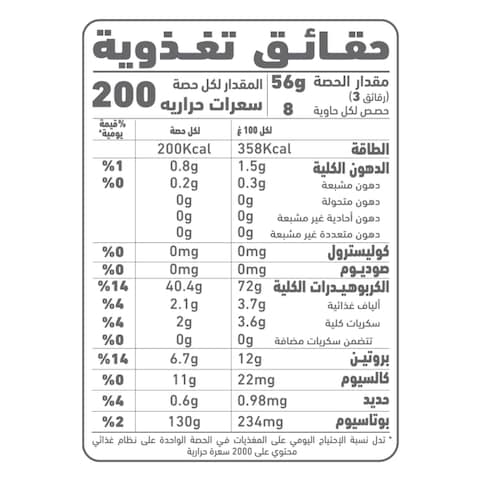 حقائق تغذوية
مقدار الحصة 56g
(3 رقائق)
حصص لكل حاوية 8
المقدار لكل حصة
سعرات حراريه 200
لكل 100 غ لكل حصة %قيمة يومية*
الطاقة 358Kcal 200Kcal
الدهون الكلية 1.5g 0.8g %1
دهون مشبعة 0.3g 0.2g %0
دهون متحولة 0g 0g
دهون أحادية غير مشبعة 0g 0g
دهون متعددة غير مشبعة 0g 0g
كوليسترول 0mg 0mg %0
صوديوم 0mg 0mg %0
الكربوهيدرات الكلية 72g 40.4g %14
ألياف غذائية 3.7g 2.1g %4
سكريات كلية 3.6g 2g %4
تتضمن سكريات مضافة 0g 0g %0
بروتين 12g 6.7g %14
كالسيوم 22mg 11g %0
حديد 0.98mg 0.6g %4
بوتاسيوم 234mg 130g %2
* تدل نسبة الإحتياج اليومي على المغذيات في الحصة الواحدة على نظام غذائي
محتوي على 2000 سعرة حرارية